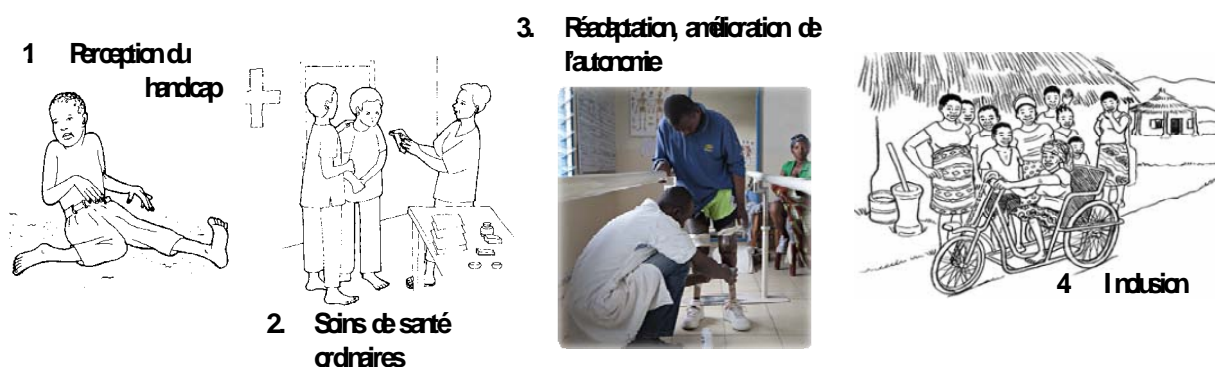 1 Perception du
handicap
2. Soins de santé
ordinaires
3. Réadaptation, amélioration de
l'autonomie
4 Inclusion